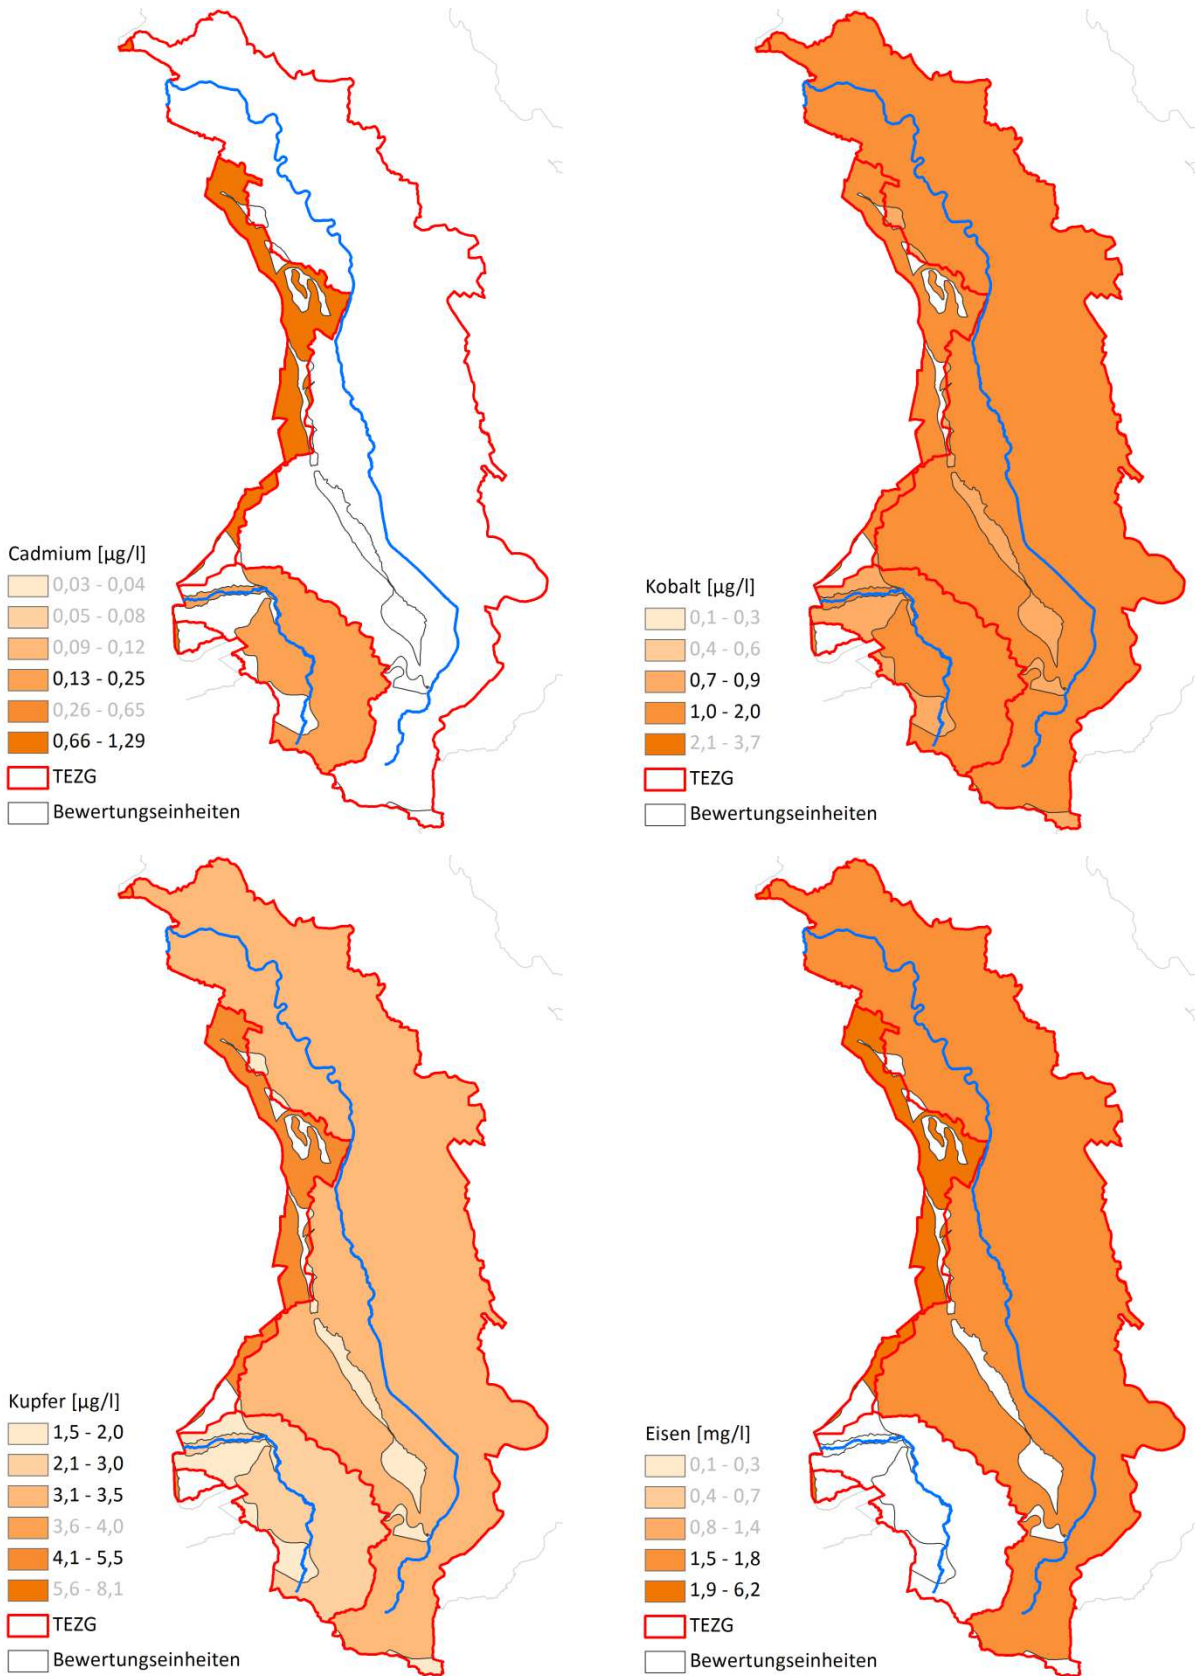 Cadmium [µg/l]
0,03 - 0,04
0,05 - 0,08
0,09 - 0,12
0,13 - 0,25
0,26 - 0,65
0,66 - 1,29
TEZG
Bewertungseinheiten
Kobalt [µg/l]
0,1 - 0,3
0,4 - 0,6
0,7 - 0,9
1,0 - 2,0
2,1 - 3,7
TEZG
Bewertungseinheiten
Kupfer [µg/l]
1,5 - 2,0
2,1 - 3,0
3,1 - 3,5
3,6 - 4,0
4,1 - 5,5
5,6 - 8,1
TEZG
Bewertungseinheiten
Eisen [mg/l]
0,1 - 0,3
0,4 - 0,7
0,8 - 1,4
1,5 - 1,8
1,9 - 6,2
TEZG
Bewertungseinheiten